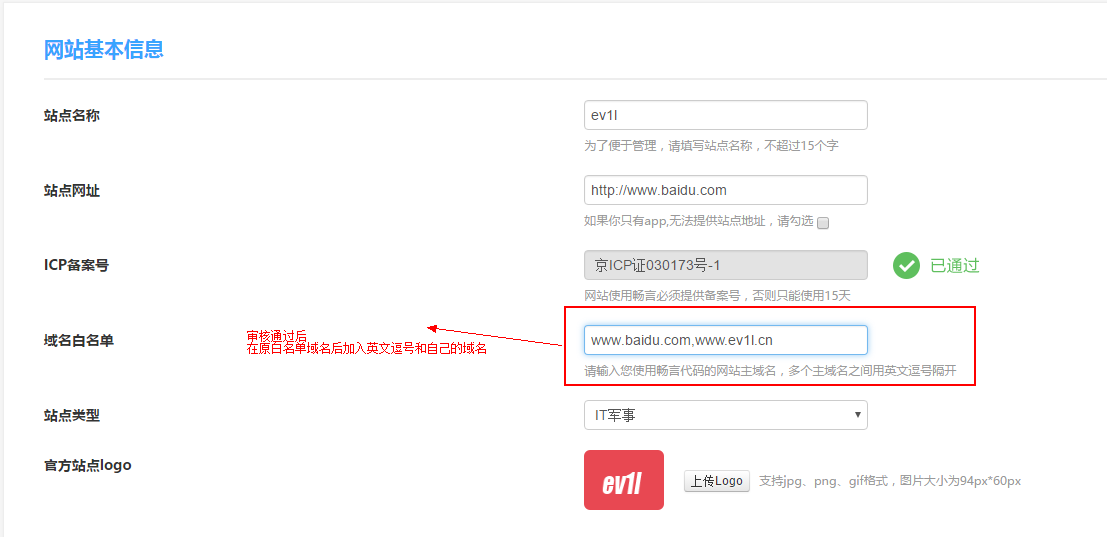 网站基本信息
站点名称
ev1l
为了便于管理，请填写站点名称，不超过15个字
站点网址
http://www.baidu.com
如果你只有app,无法提供站点地址，请勾选
ICP备案号
京ICP证030173号-1
已通过
网站使用畅言必须提供备案号，否则只能使用15天
域名白名单
审核通过后
在原白名单域名后加入英文逗号和自己的域名
www.baidu.com,www.ev1l.cn
请输入您使用畅言代码的网站主域名，多个主域名之间用英文逗号隔开
站点类型
IT军事
官方站点logo
ev1l
上传Logo
支持jpg、png、gif格式，图片大小为94px*60px